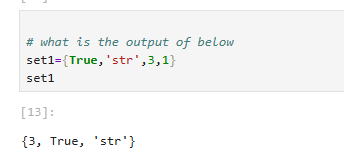 # what is the output of below
set1={True,'str',3,1}
set1
[13]:
{3, True, 'str'}